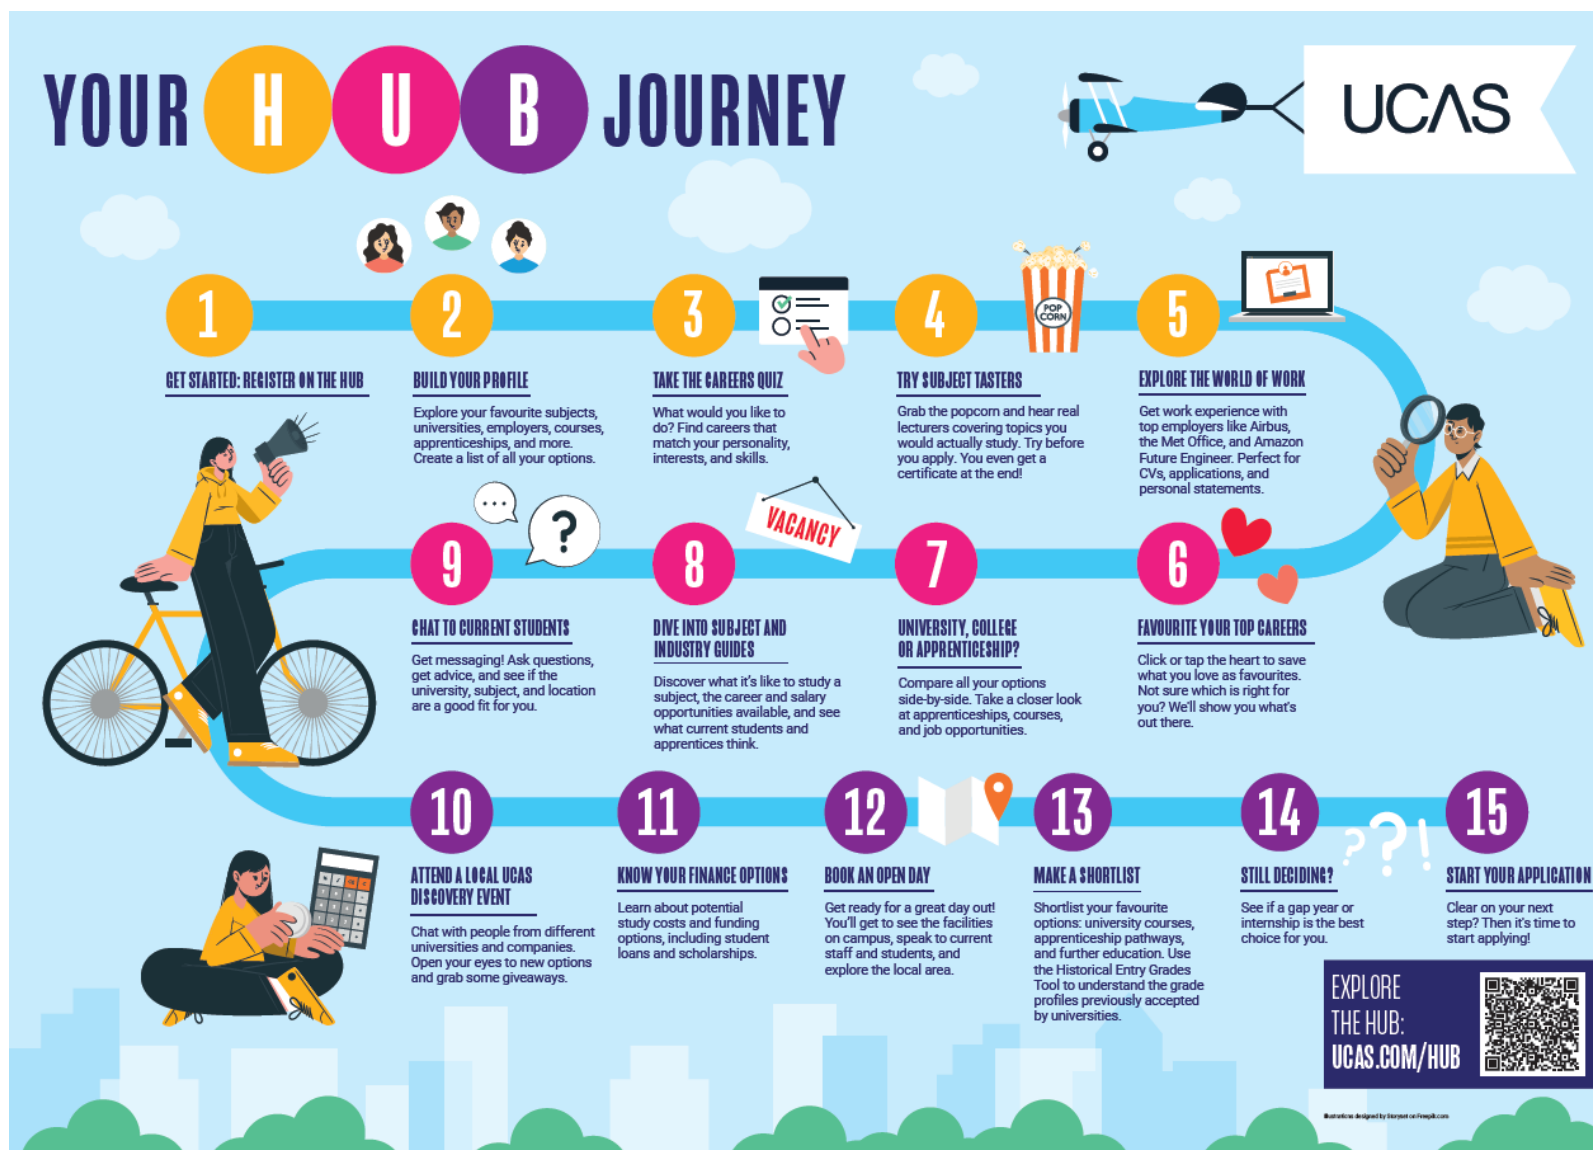 YOUR HUB JOURNEY
UCAS
1
GET STARTED: REGISTER ON THE HUB
2
BUILD YOUR PROFILE
Explore your favourite subjects,
universities, employers, courses,
apprenticeships, and more.
Create a list of all your options.
3
TAKE THE CAREERS QUIZ
What would you like to
do? Find careers that
match your personality,
interests, and skills.
4
POP
CORN
TRY SUBJECT TASTERS
Grab the popcorn and hear real
lecturers covering topics you
would actually study. Try before
you apply. You even get a
certificate at the end!
5
EXPLORE THE WORLD OF WORK
Get work experience with
top employers like Airbus,
the Met Office, and Amazon
Future Engineer. Perfect for
CVs, applications, and
personal statements.
6
FAVOURITE YOUR TOP CAREERS
Click or tap the heart to save
what you love as favourites.
Not sure which is right for
you? We'll show you what's
out there.
7
UNIVERSITY, COLLEGE
OR APPRENTICESHIP?
Compare all your options
side-by-side. Take a closer look
at apprenticeships, courses,
and job opportunities.
VACANCY
8
DIVE INTO SUBJECT AND
INDUSTRY GUIDES
Discover what it's like to study a
subject, the career and salary
opportunities available, and see
what current students and
apprentices think.
?
9
CHAT TO CURRENT STUDENTS
Get messaging! Ask questions,
get advice, and see if the
university, subject, and location
are a good fit for you.
10
ATTEND A LOCAL UCAS
DISCOVERY EVENT
Chat with people from different
universities and companies.
Open your eyes to new options
and grab some giveaways.
11
KNOW YOUR FINANCE OPTIONS
Learn about potential
study costs and funding
options, including student
loans and scholarships.
12
BOOK AN OPEN DAY
Get ready for a great day out!
You'll get to see the facilities
on campus, speak to current
staff and students, and
explore the local area.
13
MAKE A SHORTLIST
Shortlist your favourite
options: university courses,
apprenticeship pathways,
and further education. Use
the Historical Entry Grades
Tool to understand the grade
profiles previously accepted
by universities.
14
??!
STILL DECIDING?
See if a gap year or
internship is the best
choice for you.
15
START YOUR APPLICATION
Clear on your next
step? Then it's time to
start applying!
EXPLORE
THE HUB:
UCAS.COM/HUB
Illustrations designed by Storyset on Freepik.com